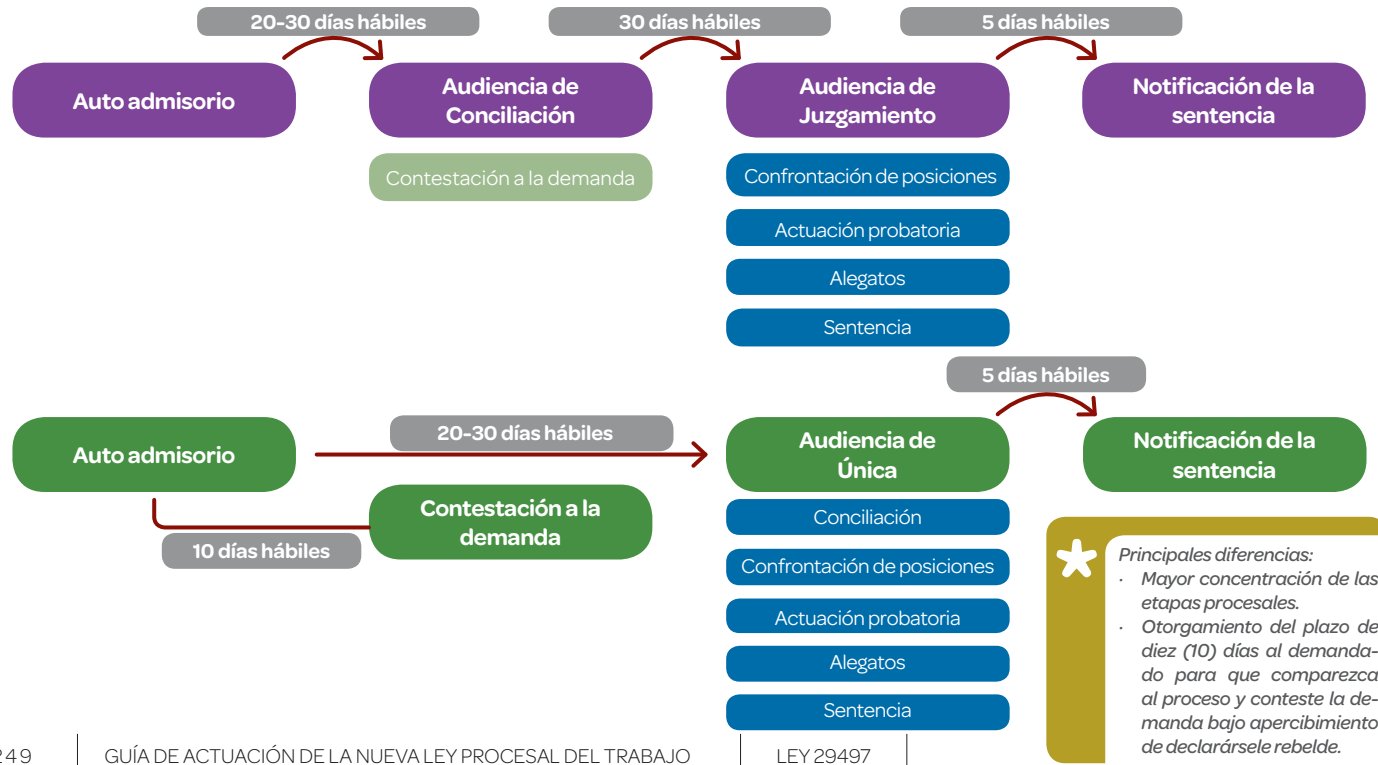 20-30 días hábiles
30 días hábiles
5 días hábiles
Auto admisorio
Audiencia de
Conciliación
Audiencia de
Juzgamiento
Notificación de la
sentencia
Contestación a la demanda
Confrontación de posiciones
Actuación probatoria
Alegatos
Sentencia
5 días hábiles
Auto admisorio
20-30 días hábiles
Audiencia de
Única
Notificación de la
sentencia
Contestación a la
demanda
10 días hábiles
Conciliación
Confrontación de posiciones
Actuación probatoria
Alegatos
Sentencia
Principales diferencias:
· Mayor concentración de las
etapas procesales.
· Otorgamiento del plazo de
diez (10) días al demanda-
do para que comparezca
al proceso y conteste la de-
manda bajo apercibimiento
de declarársele rebelde.
249 GUÍA DE ACTUACIÓN DE LA NUEVA LEY PROCESAL DEL TRABAJO LEY 29497